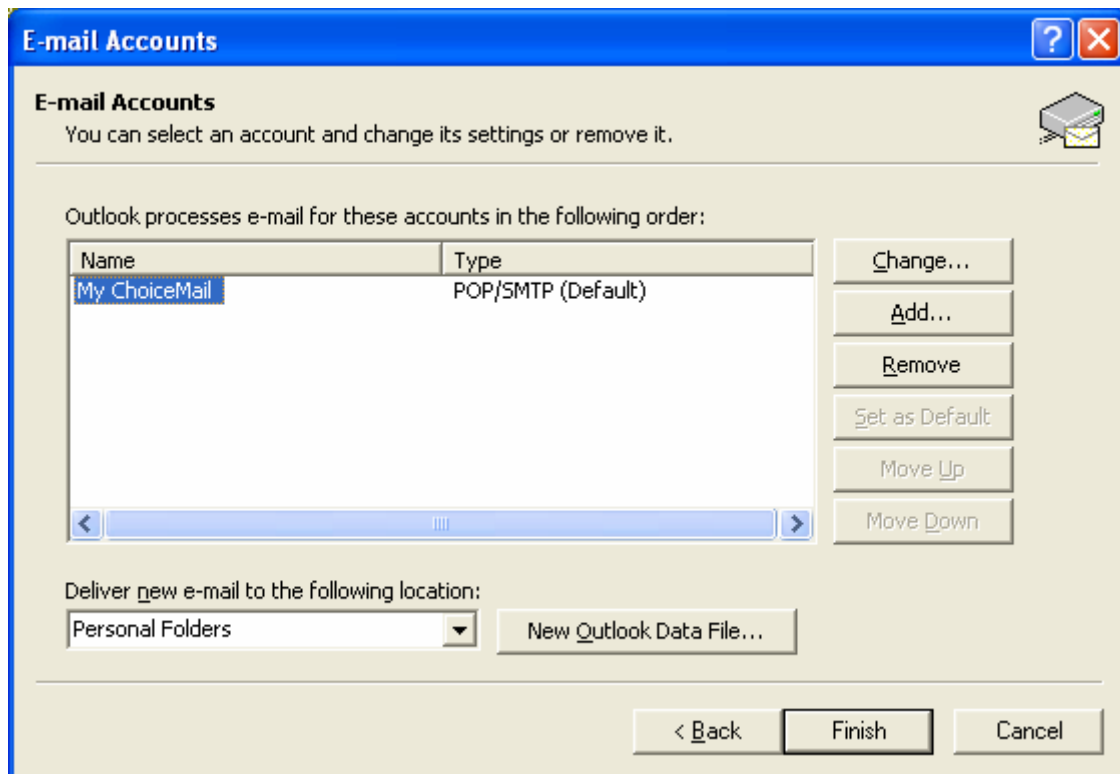 E-mail Accounts
E-mail Accounts
You can select an account and change its settings or remove it.
Outlook processes e-mail for these accounts in the following order:
Name Type
My ChoiceMail POP/SMTP (Default)
Change...
Add...
Remove
Set as Default
Move Up
Move Down
Deliver new e-mail to the following location:
Personal Folders New Outlook Data File...
< Back Finish Cancel